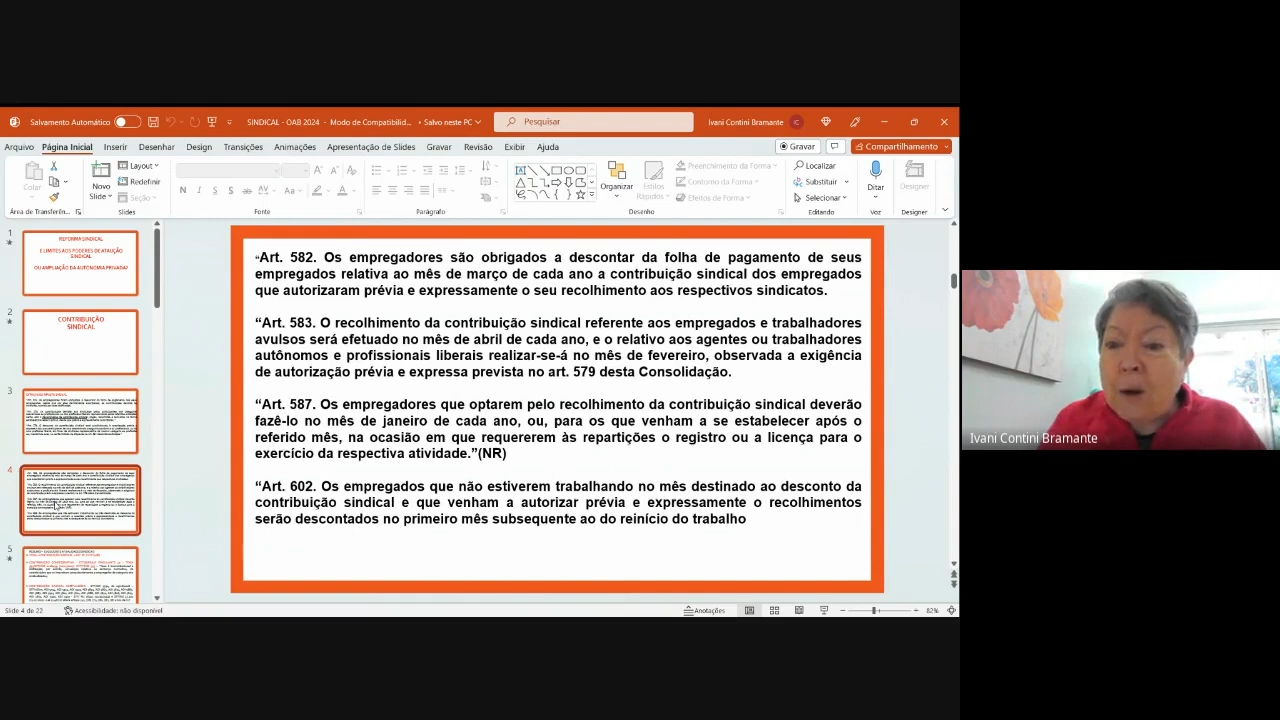 Salvamento Automático
SINDICAL - OAB 2024 - Modo de Compatibilid... • Salvo neste PC
Pesquisar
Ivani Contini Bramante
IC
Arquivo Página Inicial Inserir Desenhar Design Transições Animações Apresentação de Slides Gravar Revisão Exibir Ajuda
Gravar
Compartilhamento
Colar
Novo Slide
Layout
Redefinir
Seção
N I S S
Aa
Organizar
Estilos Rápidos
Preenchimento da Forma
Contorno da Forma
Efeitos de Forma
Localizar
Substituir
Selecionar
Ditar
Designer
Área de Transferên... Slides Fonte Parágrafo Desenho Editando Voz Designer
1
REFORMA SINDICAL
E LIMITES AOS PODERES DE ATAUÇÃO
SINDICAL
OU AMPLIAÇÃO DA AUTONOMIA PRIVADA?
2
CONTRIBUIÇÃO
SINDICAL
3
4
5
“Art. 582. Os empregadores são obrigados a descontar da folha de pagamento de seus
empregados relativa ao mês de março de cada ano a contribuição sindical dos empregados
que autorizaram prévia e expressamente o seu recolhimento aos respectivos sindicatos.
“Art. 583. O recolhimento da contribuição sindical referente aos empregados e trabalhadores
avulsos será efetuado no mês de abril de cada ano, e o relativo aos agentes ou trabalhadores
autônomos e profissionais liberais realizar-se-á no mês de fevereiro, observada a exigência
de autorização prévia e expressa prevista no art. 579 desta Consolidação.
“Art. 587. Os empregadores que optarem pelo recolhimento da contribuição sindical deverão
fazê-lo no mês de janeiro de cada ano, ou, para os que venham a se estabelecer após o
referido mês, na ocasião em que requererem às repartições o registro ou a licença para o
exercício da respectiva atividade.”(NR)
“Art. 602. Os empregados que não estiverem trabalhando no mês destinado ao desconto da
contribuição sindical e que venham a autorizar prévia e expressamente o recolhimentos
serão descontados no primeiro mês subsequente ao do reinício do trabalho
Ivani Contini Bramante
Slide 4 de 22
Acessibilidade: não disponível
Anotações
82%